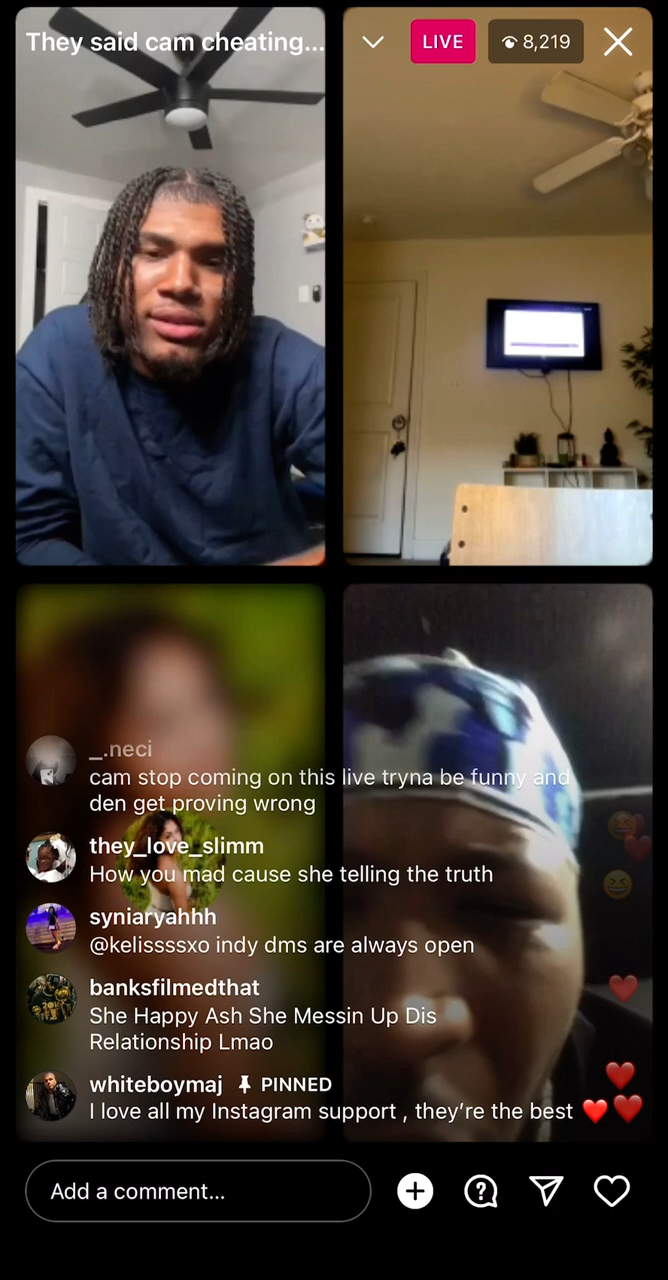 They said cam cheating...
LIVE
8,219
_.neci
cam stop coming on this live tryna be funny and
den get proving wrong
they_love_slimm
How you mad cause she telling the truth
syniaryahhh
@kelissssxo indy dms are always open
banksfilmedthat
She Happy Ash She Messin Up Dis
Relationship Lmao
whiteboymaj PINNED
I love all my Instagram support , they're the best ❤️
Add a comment...